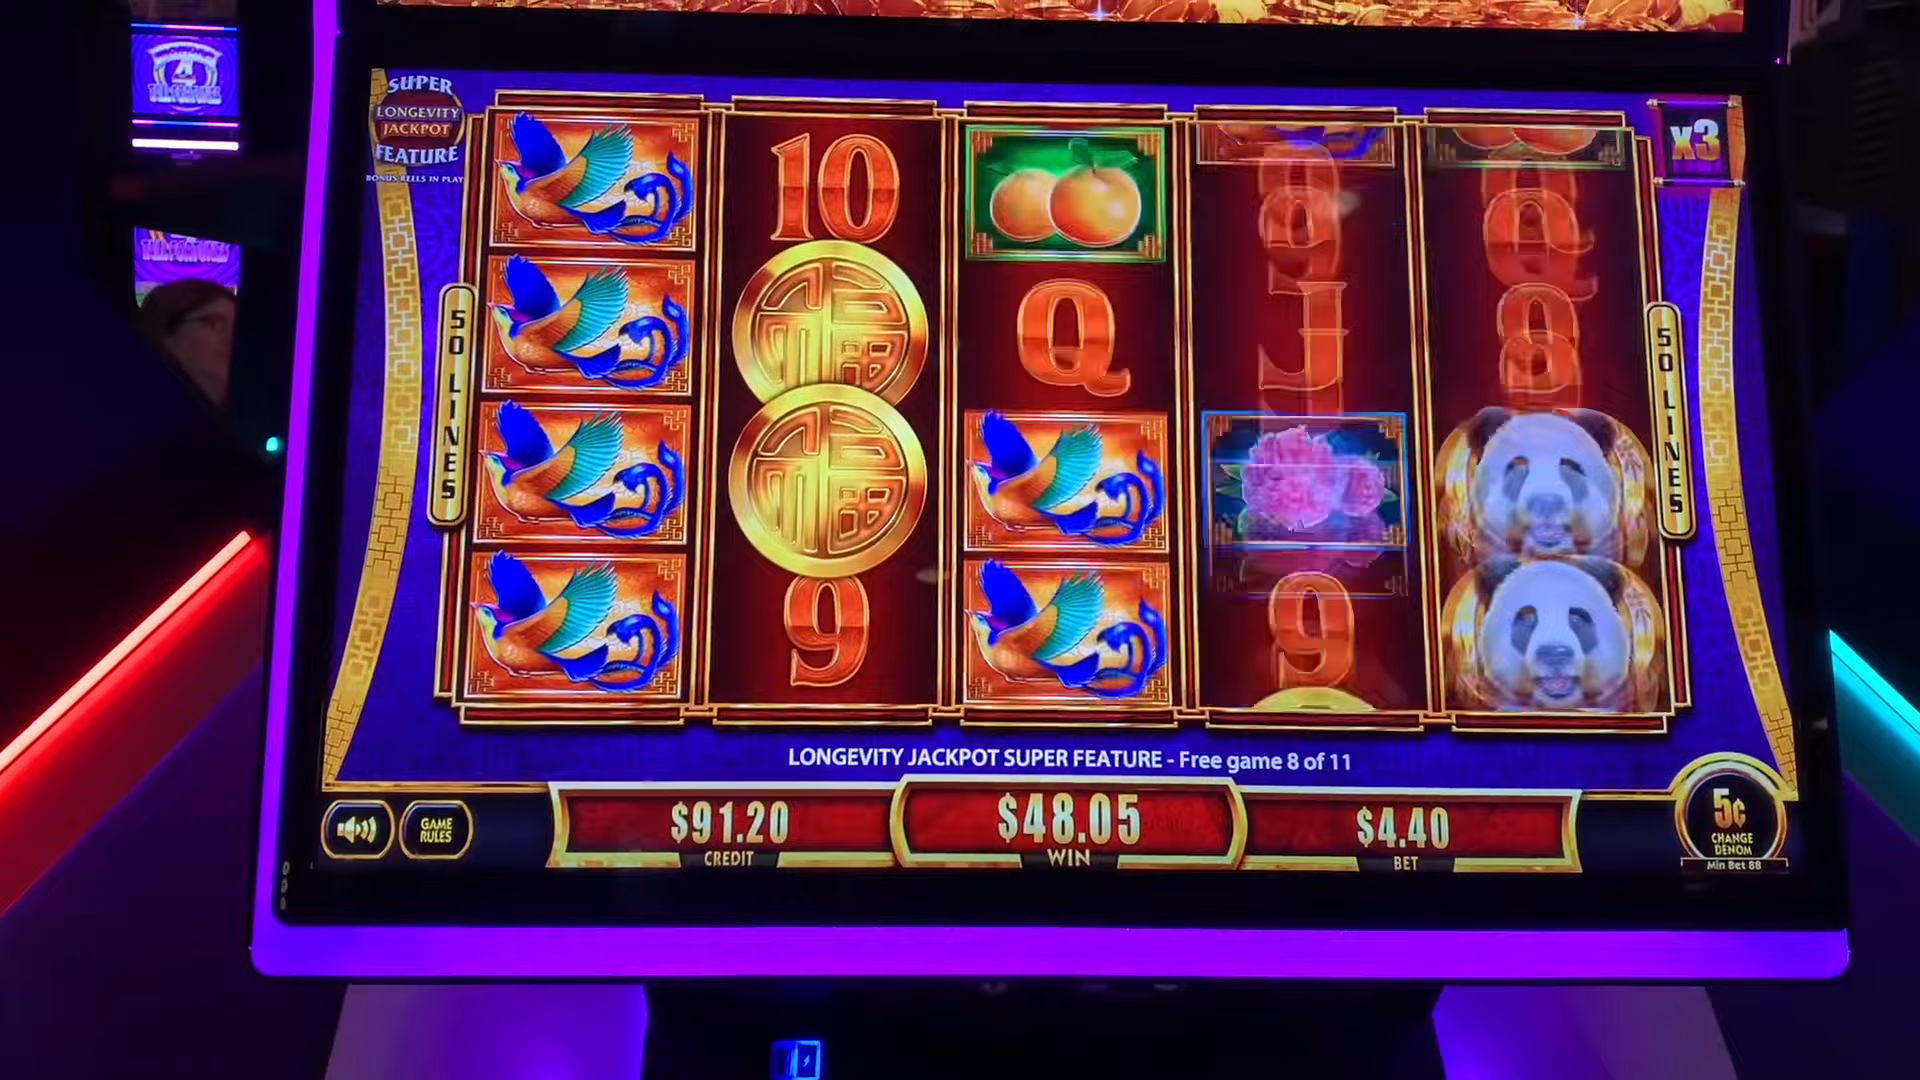 SUPER
LONGEVITY
JACKPOT
FEATURE
BONUS REELS IN PLAY
x3
50 LINES
50 LINES
10
福
福
9
Q
J
9
Q
LONGEVITY JACKPOT SUPER FEATURE - Free game 8 of 11
GAME
RULES
$91.20
CREDIT
$48.05
WIN
$4.40
BET
5¢
CHANGE
DENOM
Min Bet 88